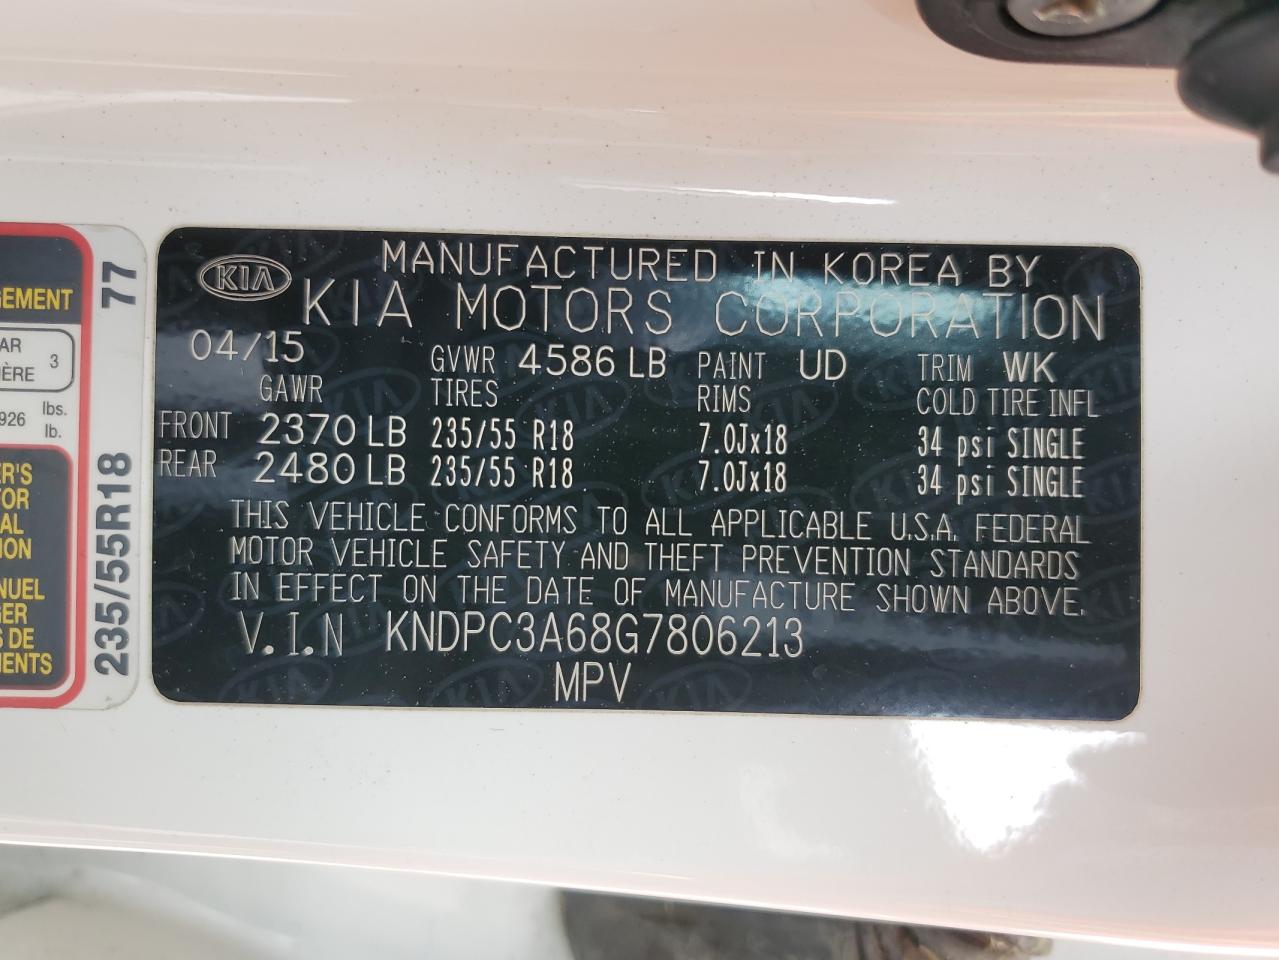 KIA
MANUFACTURED IN KOREA BY
KIA MOTORS CORPORATION
04/15 GVWR 4586 LB PAINT UD TRIM WK
GAWR TIRES RIMS COLD TIRE INFL
FRONT 2370 LB 235/55 R18 7.0Jx18 34 psi SINGLE
REAR 2480 LB 235/55 R18 7.0Jx18 34 psi SINGLE
THIS VEHICLE CONFORMS TO ALL APPLICABLE U.S.A. FEDERAL
MOTOR VEHICLE SAFETY AND THEFT PREVENTION STANDARDS
IN EFFECT ON THE DATE OF MANUFACTURE SHOWN ABOVE.
V.I.N KNDPC3A68G7806213
MPV
235/55R18 77
GEMENT
AR
IÈRE 3
926 lbs.
lb.
ER'S
TOR
AL
ION
NUEL
GER
S DE
MENTS